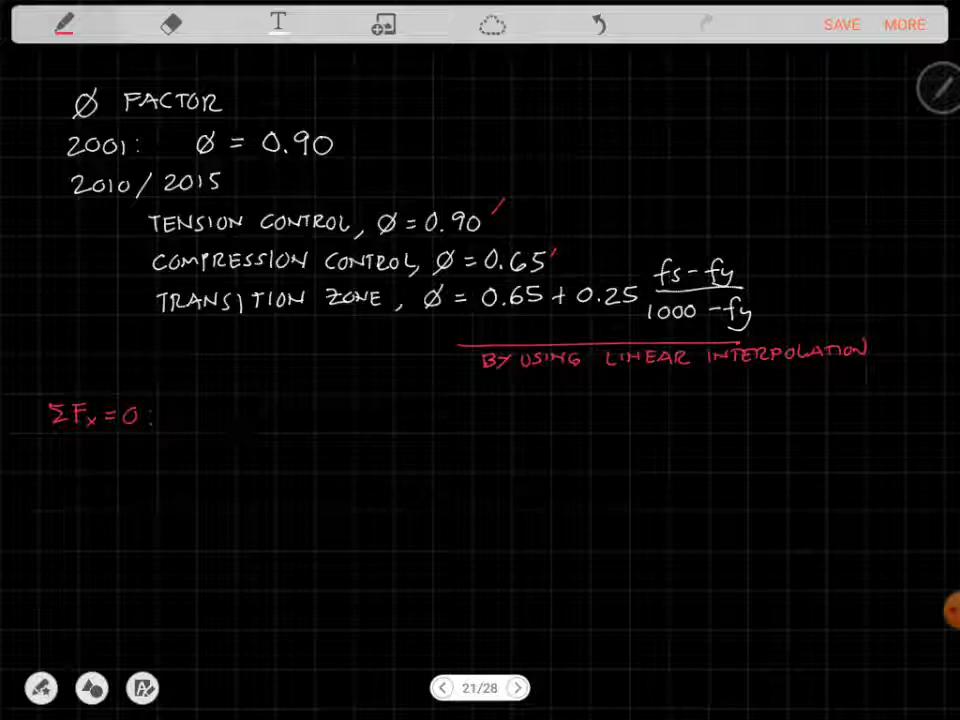 SAVE MORE
Ø FACTOR
2001: Ø = 0.90
2010/2015
TENSION CONTROL, Ø = 0.90
COMPRESSION CONTROL, Ø = 0.65
TRANSITION ZONE, Ø = 0.65 + 0.25 (fs - fy)/(1000 - fy)
BY USING LINEAR INTERPOLATION
ΣFx = 0:
21/28